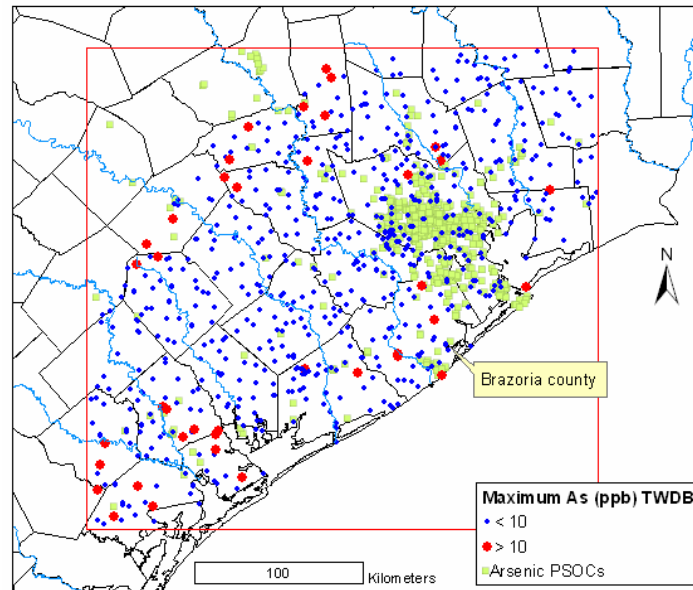 N
Brazoria county
Maximum As (ppb) TWDB
< 10
> 10
Arsenic PSOCs
100 Kilometers